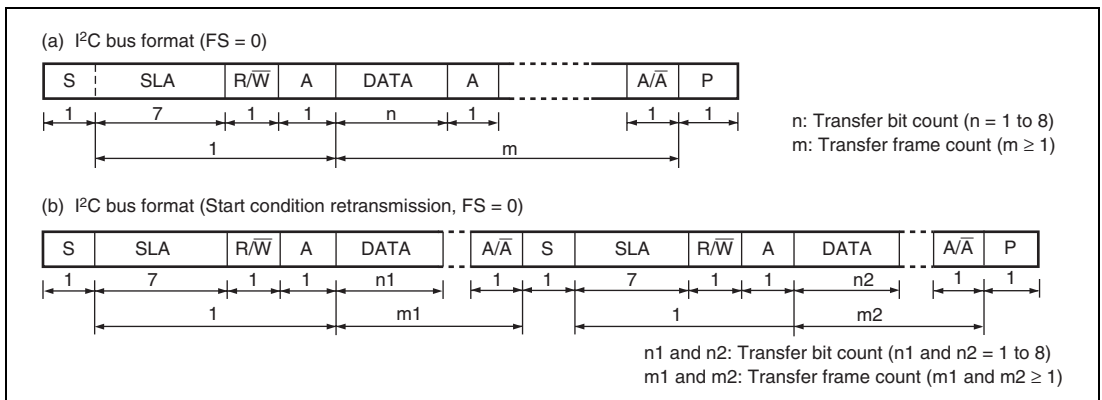 (a) I²C bus format (FS = 0)
S SLA R/W̅ A DATA A A/A̅ P
1 7 1 1 n 1 1 1
1 m
n: Transfer bit count (n = 1 to 8)
m: Transfer frame count (m ≥ 1)
(b) I²C bus format (Start condition retransmission, FS = 0)
S SLA R/W̅ A DATA A/A̅ S SLA R/W̅ A DATA A/A̅ P
1 7 1 1 n1 1 1 7 1 1 n2 1 1
1 m1 1 m2
n1 and n2: Transfer bit count (n1 and n2 = 1 to 8)
m1 and m2: Transfer frame count (m1 and m2 ≥ 1)